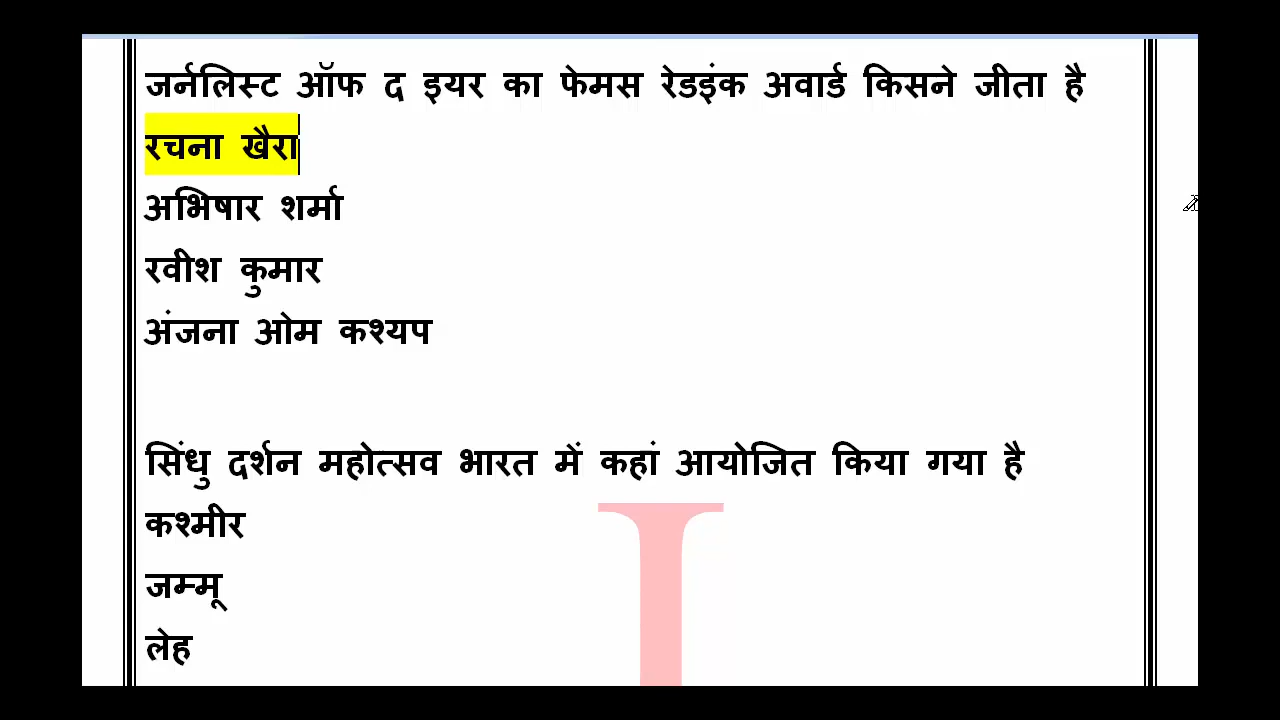 जर्नलिस्ट ऑफ द इयर का फेमस रेडइंक अवार्ड किसने जीता है
रचना खैरा
अभिषार शर्मा
रवीश कुमार
अंजना ओम कश्यप
सिंधु दर्शन महोत्सव भारत में कहां आयोजित किया गया है
कश्मीर
जम्मू
लेह